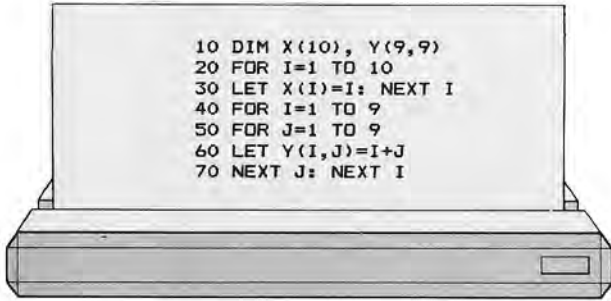 10 DIM X(10), Y(9,9)
20 FOR I=1 TO 10
30 LET X(I)=I: NEXT I
40 FOR I=1 TO 9
50 FOR J=1 TO 9
60 LET Y(I,J)=I+J
70 NEXT J: NEXT I